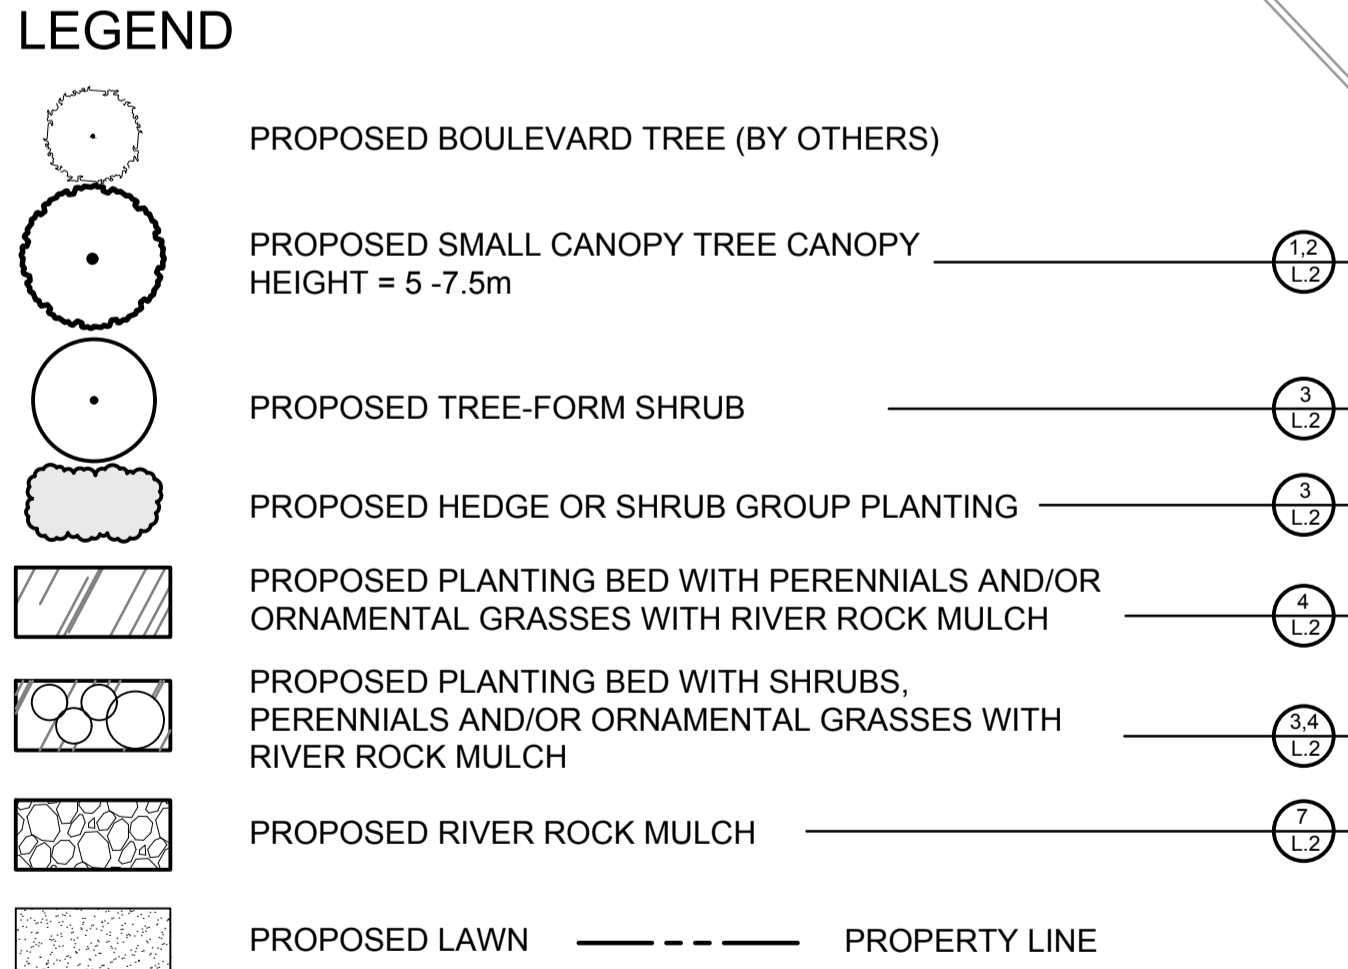 LEGEND
PROPOSED BOULEVARD TREE (BY OTHERS)
PROPOSED SMALL CANOPY TREE CANOPY
HEIGHT = 5 -7.5m
1,2
L.2
PROPOSED TREE-FORM SHRUB
3
L.2
PROPOSED HEDGE OR SHRUB GROUP PLANTING
3
L.2
PROPOSED PLANTING BED WITH PERENNIALS AND/OR
ORNAMENTAL GRASSES WITH RIVER ROCK MULCH
4
L.2
PROPOSED PLANTING BED WITH SHRUBS,
PERENNIALS AND/OR ORNAMENTAL GRASSES WITH
RIVER ROCK MULCH
3,4
L.2
PROPOSED RIVER ROCK MULCH
7
L.2
PROPOSED LAWN
PROPERTY LINE